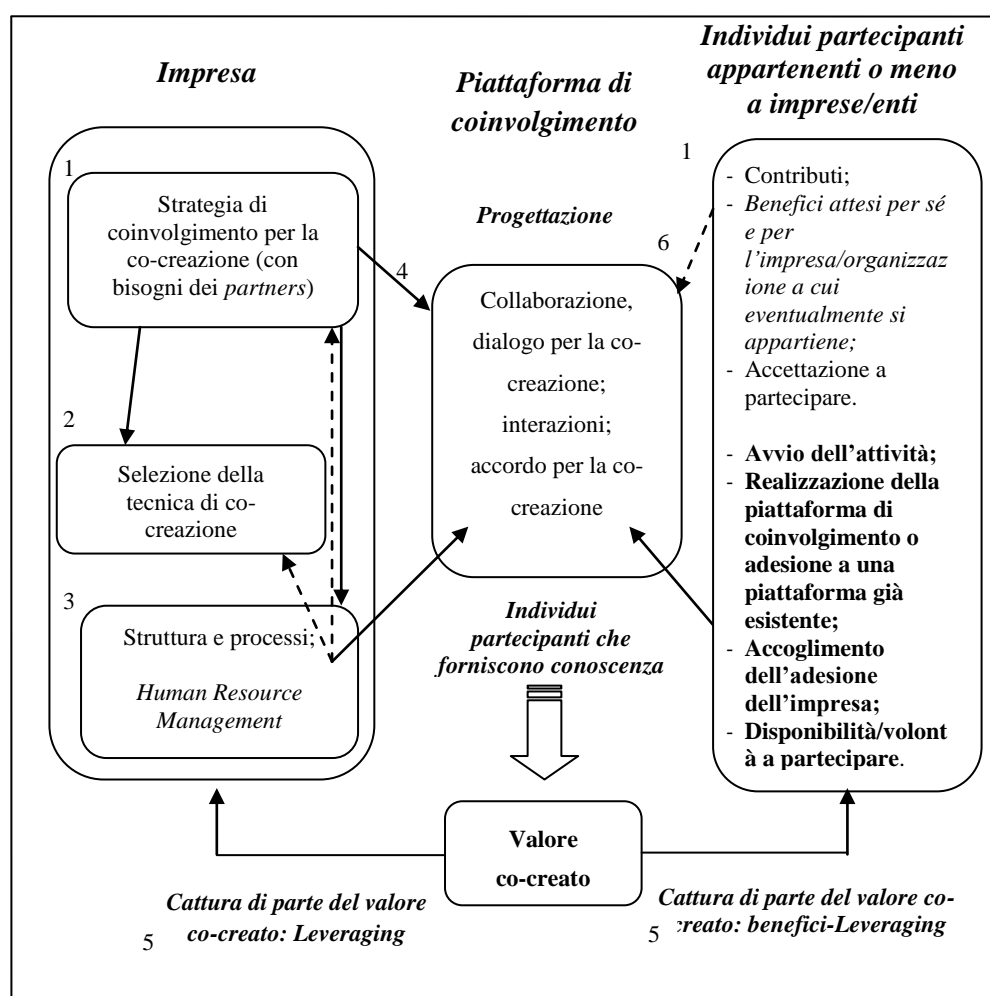 Impresa
Piattaforma di
coinvolgimento
Individui partecipanti
appartenenti o meno
a imprese/enti
1
Strategia di
coinvolgimento per la
co-creazione (con
bisogni dei partners)
2
Selezione della
tecnica di co-
creazione
3
Struttura e processi;
Human Resource
Management
4
Progettazione
6
Collaborazione,
dialogo per la co-
creazione;
interazioni;
accordo per la co-
creazione
Individui
partecipanti che
forniscono conoscenza
1
- Contributi;
- Benefici attesi per sé
e per
l’impresa/organizzaz
ione a cui
eventualmente si
appartiene;
- Accettazione a
partecipare.
- Avvio dell’attività;
- Realizzazione della
piattaforma di
coinvolgimento o
adesione a una
piattaforma già
esistente;
- Accoglimento
dell’adesione
dell’impresa;
- Disponibilità/volont
à a partecipare.
Valore
co-creato
Cattura di parte del valore
co-creato: Leveraging
5
Cattura di parte del valore co-
creato: benefici-Leveraging
5